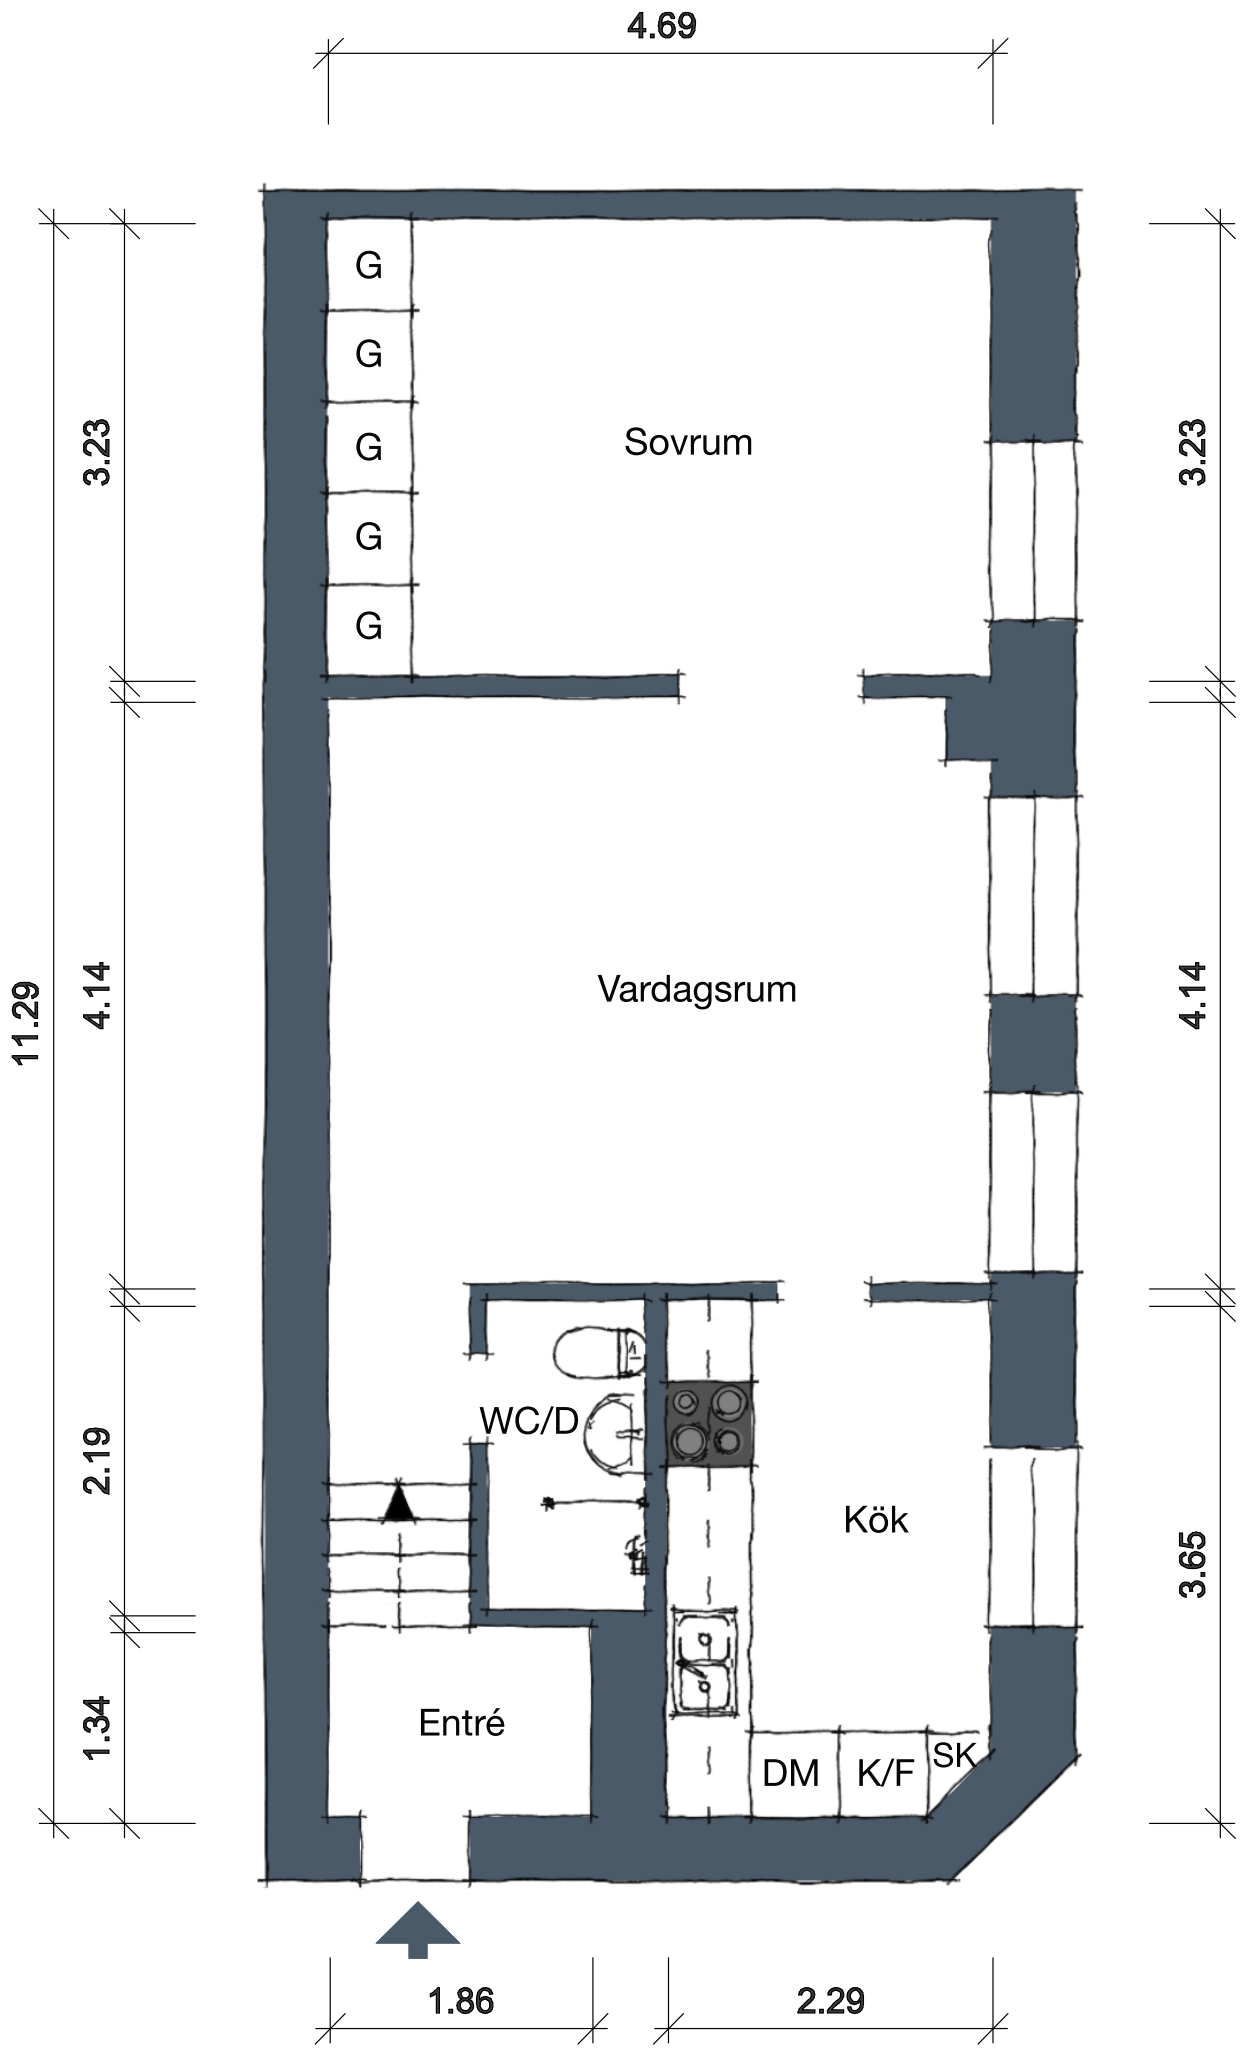 4.69
G
G
G
G
G
Sovrum
3.23
3.23
Vardagsrum
11.29
4.14
4.14
WC/D
2.19
Kök
3.65
Entré
1.34
DM
K/F
SK
1.86
2.29